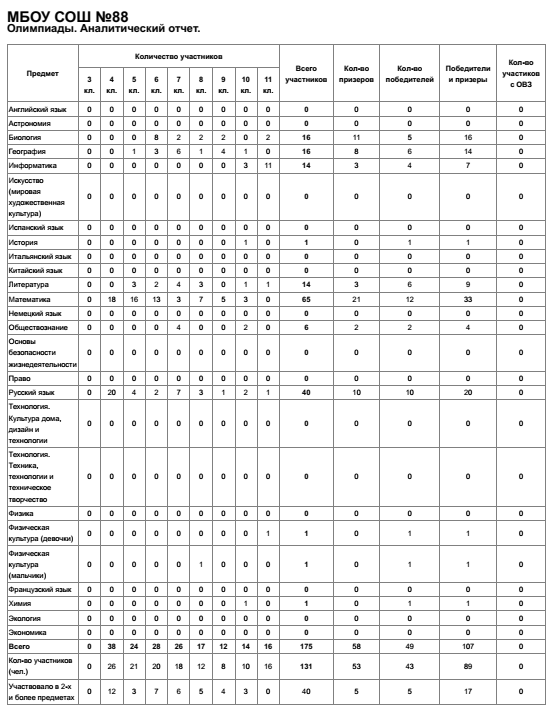 МБОУ СОШ №88
Олимпиады. Аналитический отчет.
Предмет Количество участников Всего участников Кол-во призеров Кол-во победителей Победители и призеры Кол-во участников с ОВЗ
3 кл. 4 кл. 5 кл. 6 кл. 7 кл. 8 кл. 9 кл. 10 кл. 11 кл.
Английский язык 0 0 0 0 0 0 0 0 0 0 0 0 0 0
Астрономия 0 0 0 0 0 0 0 0 0 0 0 0 0 0
Биология 0 0 0 8 2 2 2 0 2 16 11 5 16 0
География 0 0 1 3 6 1 4 1 0 16 8 6 14 0
Информатика 0 0 0 0 0 0 0 3 11 14 3 4 7 0
Искусство
(мировая
художественная
культура) 0 0 0 0 0 0 0 0 0 0 0 0 0 0
Испанский язык 0 0 0 0 0 0 0 0 0 0 0 0 0 0
История 0 0 0 0 0 0 0 1 0 1 0 1 1 0
Итальянский язык 0 0 0 0 0 0 0 0 0 0 0 0 0 0
Китайский язык 0 0 0 0 0 0 0 0 0 0 0 0 0 0
Литература 0 0 3 2 4 3 0 1 1 14 3 6 9 0
Математика 0 18 16 13 3 7 5 3 0 65 21 12 33 0
Немецкий язык 0 0 0 0 0 0 0 0 0 0 0 0 0 0
Обществознание 0 0 0 0 4 0 0 2 0 6 2 2 4 0
Основы
безопасности
жизнедеятельности 0 0 0 0 0 0 0 0 0 0 0 0 0 0
Право 0 0 0 0 0 0 0 0 0 0 0 0 0 0
Русский язык 0 20 4 2 7 3 1 2 1 40 10 10 20 0
Технология.
Культура дома,
дизайн и
технологии 0 0 0 0 0 0 0 0 0 0 0 0 0 0
Технология.
Техника,
технологии и
техническое
творчество 0 0 0 0 0 0 0 0 0 0 0 0 0 0
Физика 0 0 0 0 0 0 0 0 0 0 0 0 0 0
Физическая
культура (девочки) 0 0 0 0 0 0 0 0 1 1 0 1 1 0
Физическая
культура
(мальчики) 0 0 0 0 0 1 0 0 0 1 0 1 1 0
Французский язык 0 0 0 0 0 0 0 0 0 0 0 0 0 0
Химия 0 0 0 0 0 0 0 1 0 1 0 1 1 0
Экология 0 0 0 0 0 0 0 0 0 0 0 0 0 0
Экономика 0 0 0 0 0 0 0 0 0 0 0 0 0 0
Всего 0 38 24 28 26 17 12 14 16 175 58 49 107 0
Кол-во участников
(чел.) 0 26 21 20 18 12 8 10 16 131 53 43 89 0
Участвовало в 2-х
и более предметах 0 12 3 7 6 5 4 3 0 40 5 5 17 0